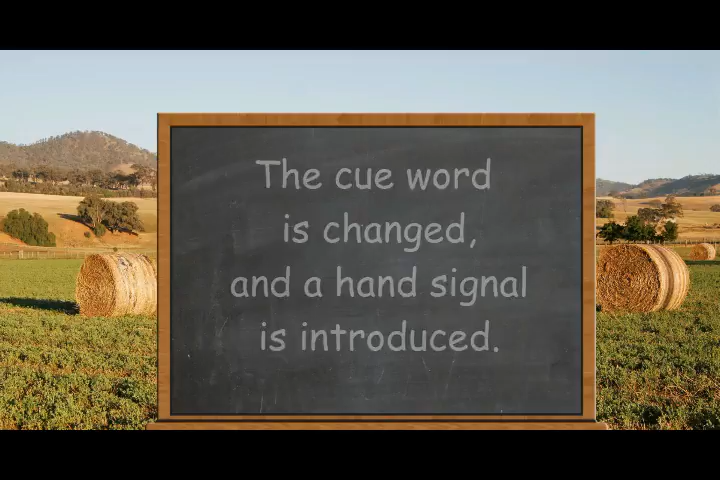 The cue word
is changed,
and a hand signal
is introduced.